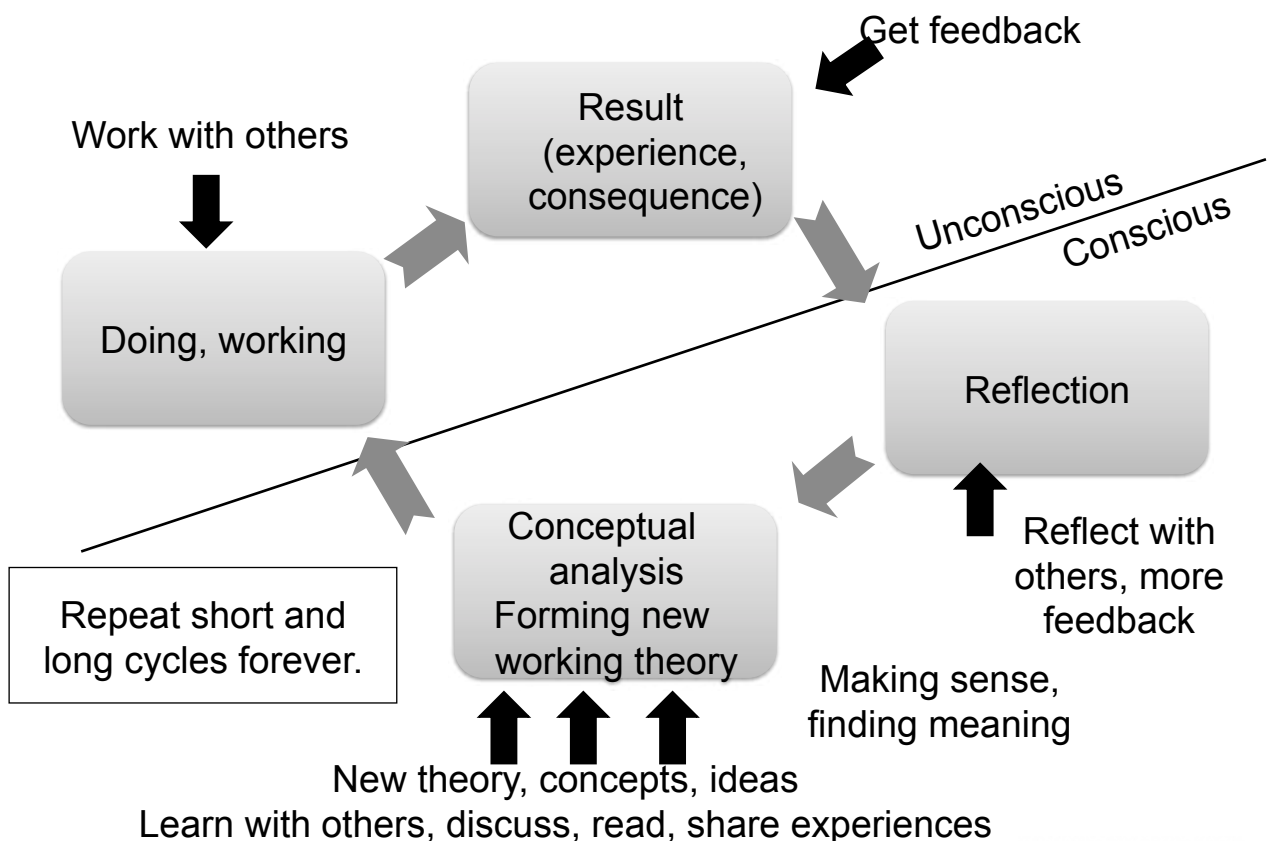 Get feedback
Result
(experience,
consequence)
Work with others
Unconscious
Conscious
Doing, working
Reflection
Conceptual
analysis
Forming new
working theory
Reflect with
others, more
feedback
Repeat short and
long cycles forever.
Making sense,
finding meaning
New theory, concepts, ideas
Learn with others, discuss, read, share experiences